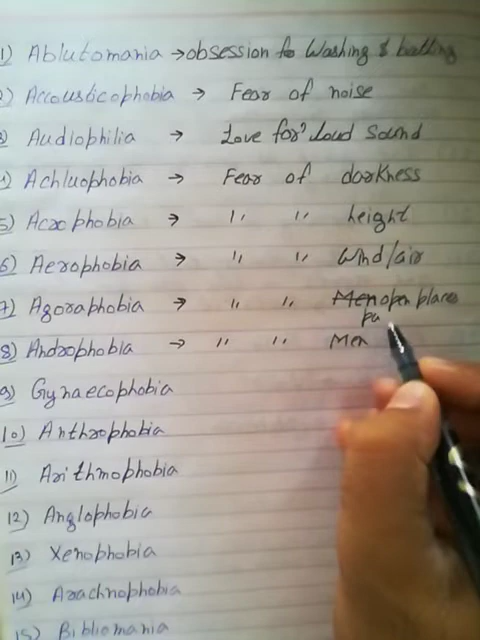 1) Ablutomania → obsession to Washing & bathing
2) Accousticophobia → Fear of noise
3) Audiophilia → Love for loud sound
4) Achluophobia → Fear of darkness
5) Acrophobia → " " height
6) Aerophobia → " " Wind/air
7) Agoraphobia → " " Men open places
pu
8) Androphobia → " " Men
9) Gynaecophobia
10) Anthrophobia
11) Arithmophobia
12) Anglophobia
13) Xenophobia
14) Arachnophobia
15) Bibliomania